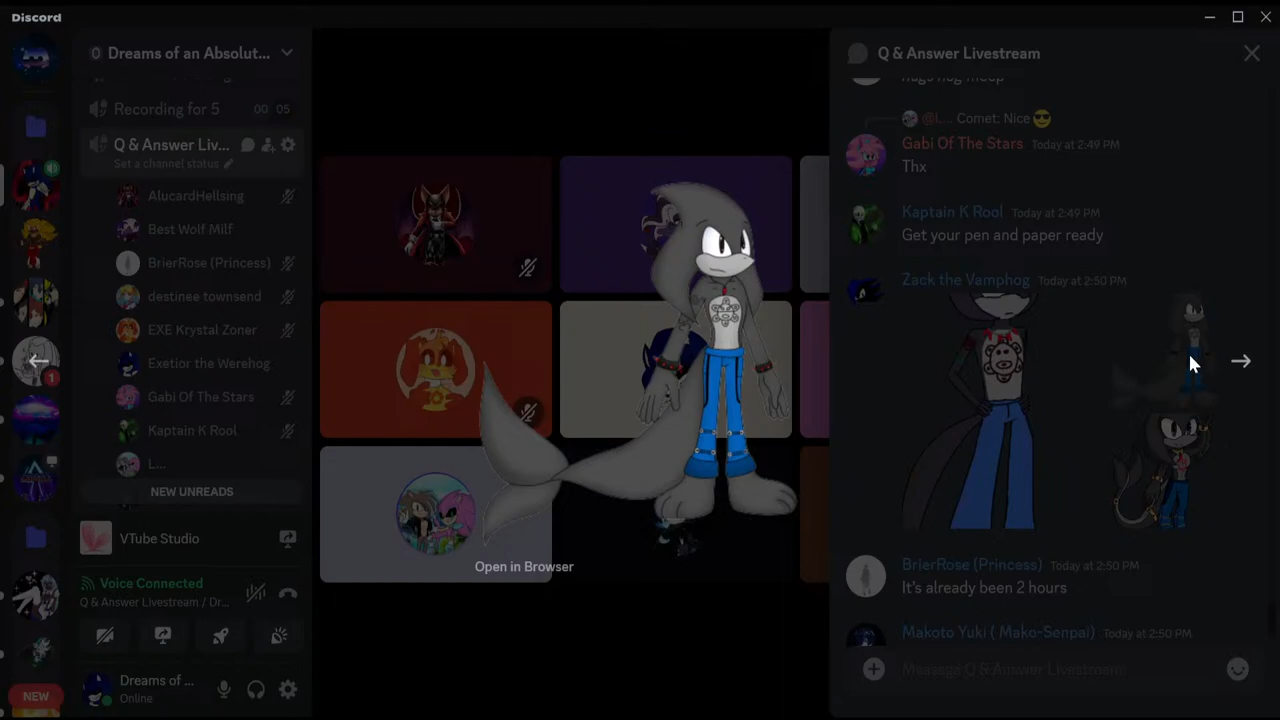 Discord
Dreams of an Absolut...
Recording for 5
00 05
Q & Answer Liv...
Set a channel status
AlucardHellsing
Best Wolf Milf
BrierRose (Princess)
destinee townsend
EXE Krystal Zoner
Exetior the Werehog
Gabi Of The Stars
Kaptain K Rool
L...
NEW UNREADS
VTube Studio
Voice Connected
Q & Answer Livestream / Dr...
Dreams of ...
Online
NEW
1
Open in Browser
Q & Answer Livestream
@L... Comet: Nice 😎
Gabi Of The Stars Today at 2:49 PM
Thx
Kaptain K Rool Today at 2:49 PM
Get your pen and paper ready
Zack the Vamphog Today at 2:50 PM
BrierRose (Princess) Today at 2:50 PM
It's already been 2 hours
Makoto Yuki ( Mako-Senpai) Today at 2:50 PM
Message Q & Answer Livestream